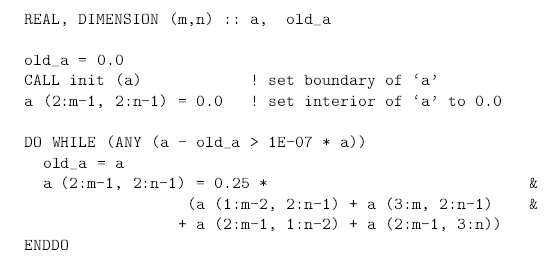 REAL, DIMENSION (m,n) :: a, old_a
old_a = 0.0
CALL init (a) ! set boundary of ‘a’
a (2:m-1, 2:n-1) = 0.0 ! set interior of ‘a’ to 0.0
DO WHILE (ANY (a - old_a > 1E-07 * a))
old_a = a
a (2:m-1, 2:n-1) = 0.25 * &
(a (1:m-2, 2:n-1) + a (3:m, 2:n-1) &
+ a (2:m-1, 1:n-2) + a (2:m-1, 3:n))
ENDDO